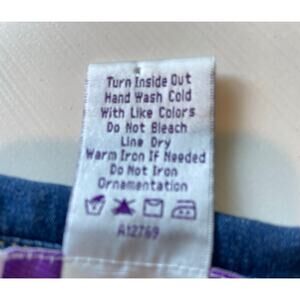 Turn Inside Out
Hand Wash Cold
With Like Colors
Do Not Bleach
Line Dry
Warm Iron If Needed
Do Not Iron
Ornamentation
A12769